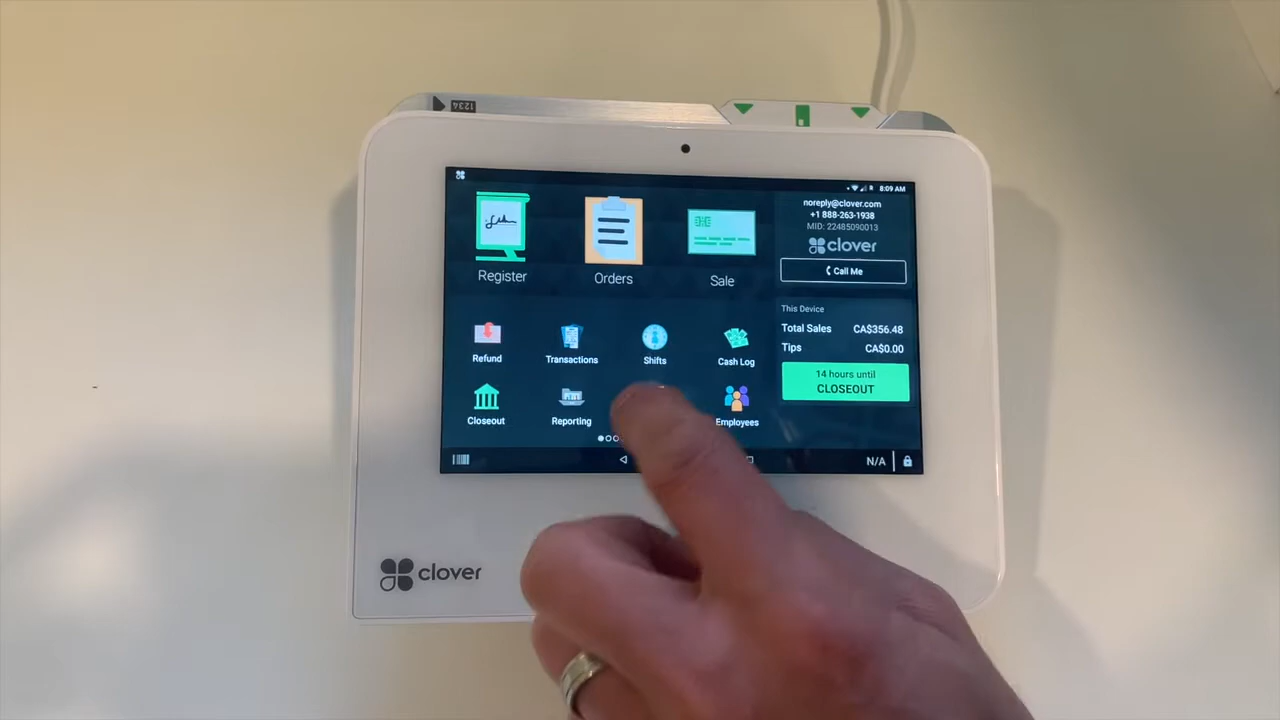 1234
8:09 AM
Register
Orders
Sale
noreply@clover.com
+1 888-263-1938
MID: 22485090013
clover
Call Me
Refund
Transactions
Shifts
Cash Log
This Device
Total Sales CA$356.48
Tips CA$0.00
14 hours until
CLOSEOUT
Closeout
Reporting
Employees
N/A
clover